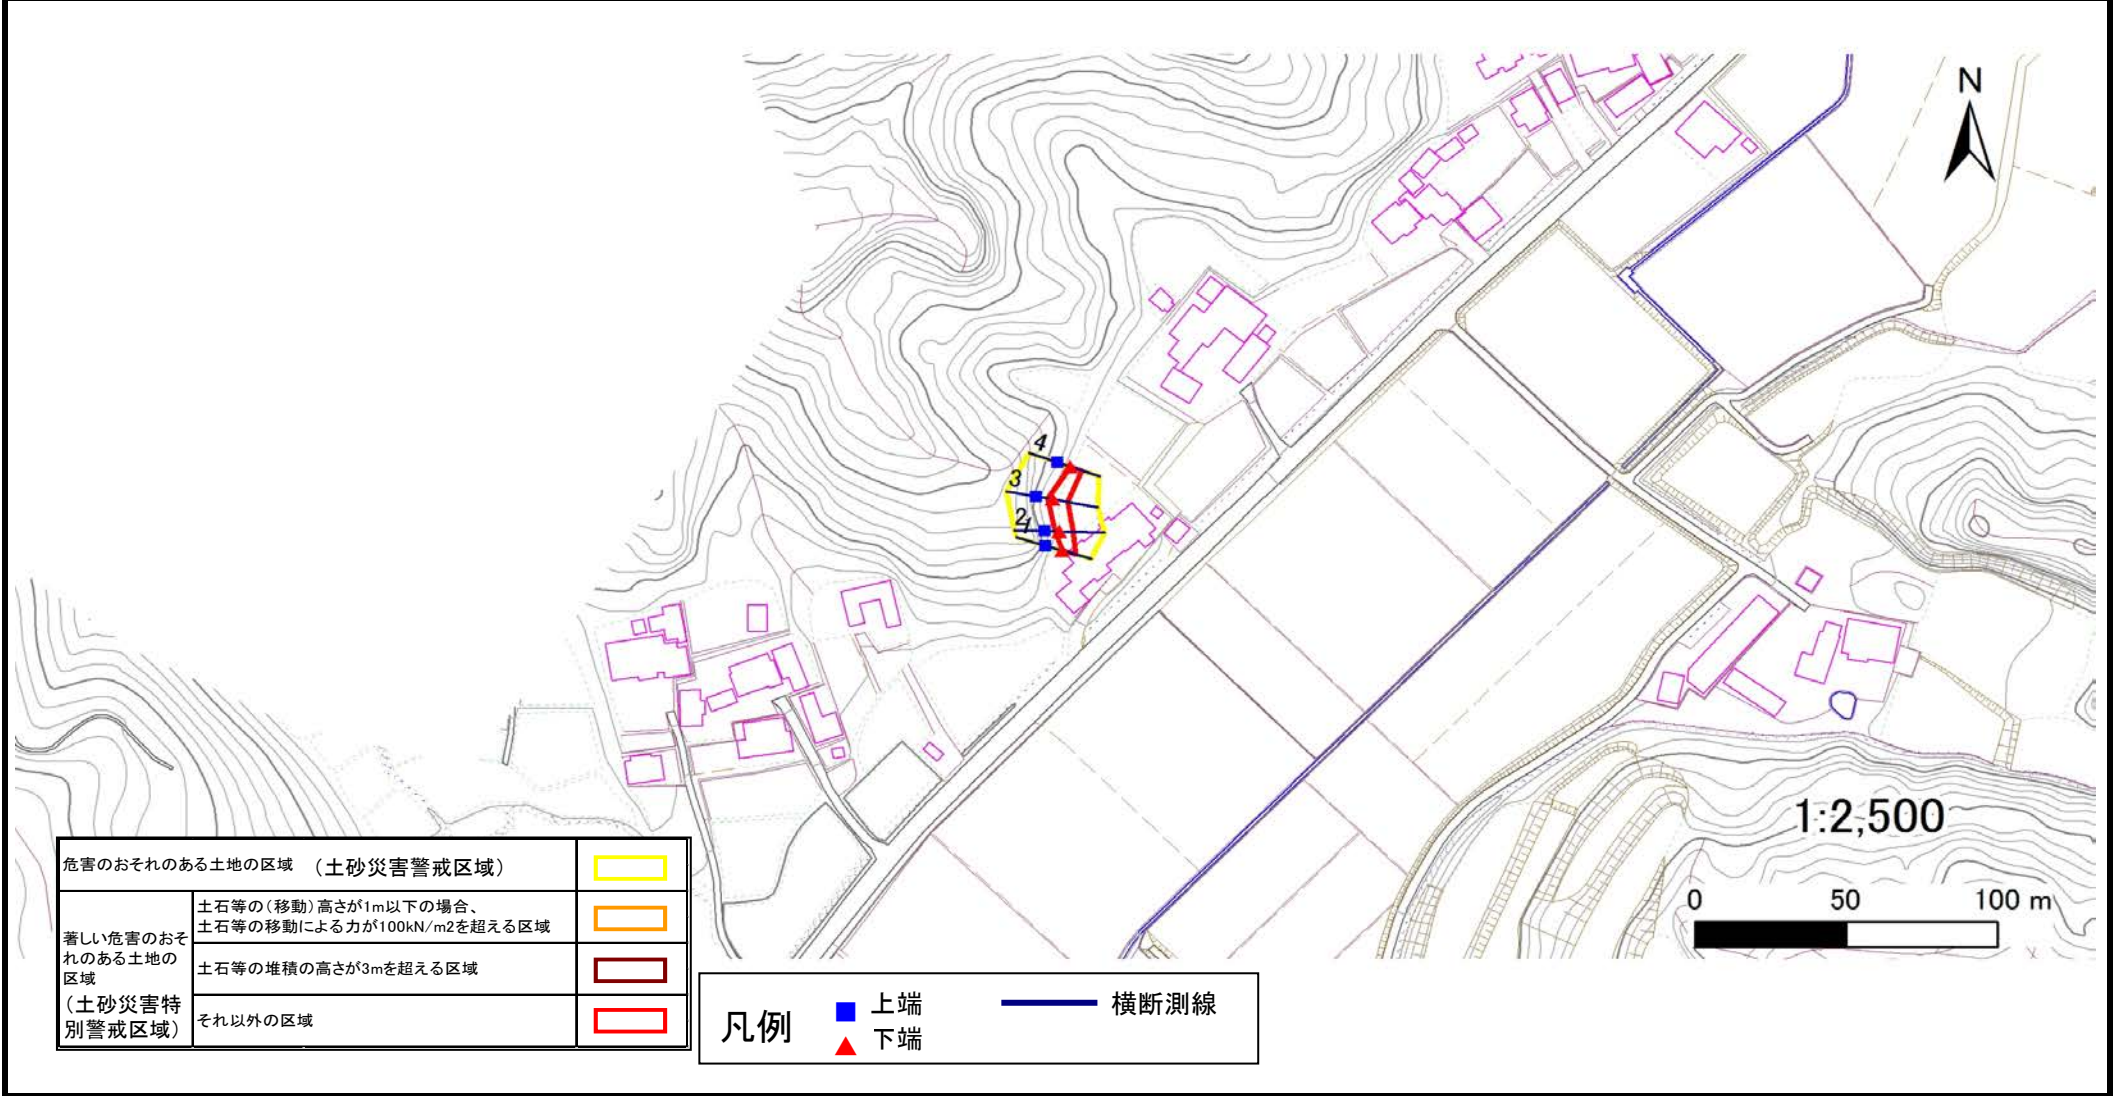 N
4
3
2
1
1:2,500
0 50 100 m
危害のおそれのある土地の区域 (土砂災害警戒区域)
著しい危害のおそ
れのある土地の
区域
(土砂災害特
別警戒区域)
土石等の(移動)高さが1m以下の場合、
土石等の移動による力が100kN/m2を超える区域
土石等の堆積の高さが3mを超える区域
それ以外の区域
凡例
上端
下端
横断測線